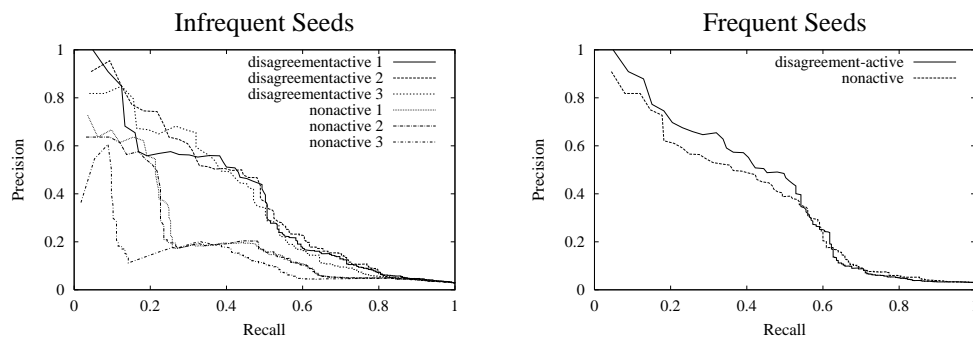 Infrequent Seeds
1
0.8
0.6
0.4
0.2
0
Precision
0
0.2
0.4
0.6
0.8
1
Recall
disagreementactive 1
disagreementactive 2
disagreementactive 3
nonactive 1
nonactive 2
nonactive 3
Frequent Seeds
1
0.8
0.6
0.4
0.2
0
Precision
0
0.2
0.4
0.6
0.8
1
Recall
disagreement-active
nonactive